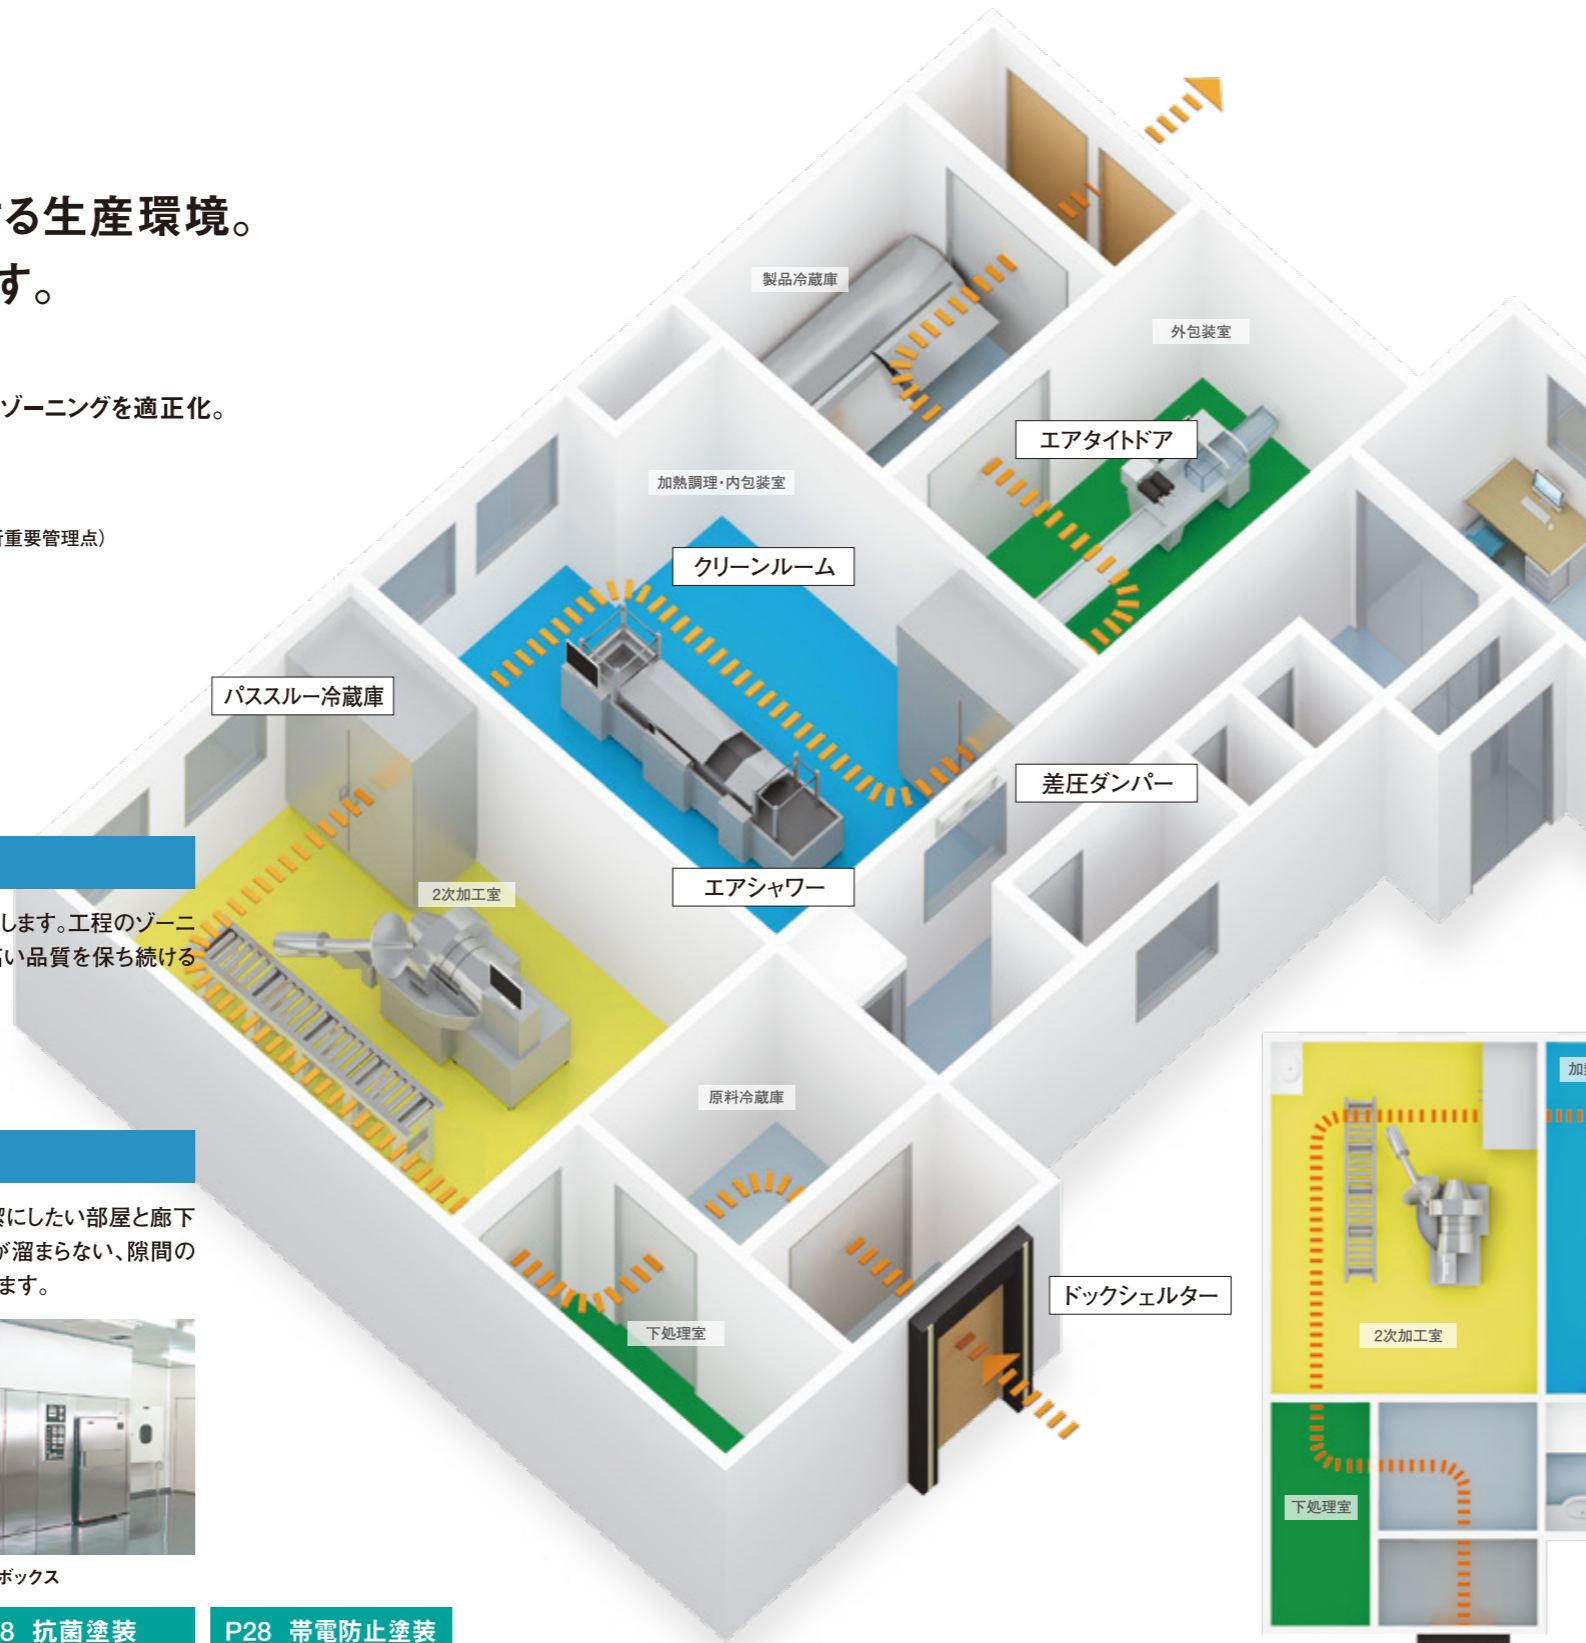 る生産環境。
す。
ゾーニングを適正化。
重要管理点）
製品冷蔵庫
外包装室
エアタイトドア
加熱調理・内包装室
クリーンルーム
パススルー冷蔵庫
差圧ダンパー
エアシャワー
2次加工室
します。工程のゾーニ
い品質を保ち続ける
原料冷蔵庫
にしたい部屋と廊下
が溜まらない、隙間の
ます。
ドックシェルター
下処理室
ボックス
8 抗菌塗装
P28 帯電防止塗装
加
2次加工室
下処理室